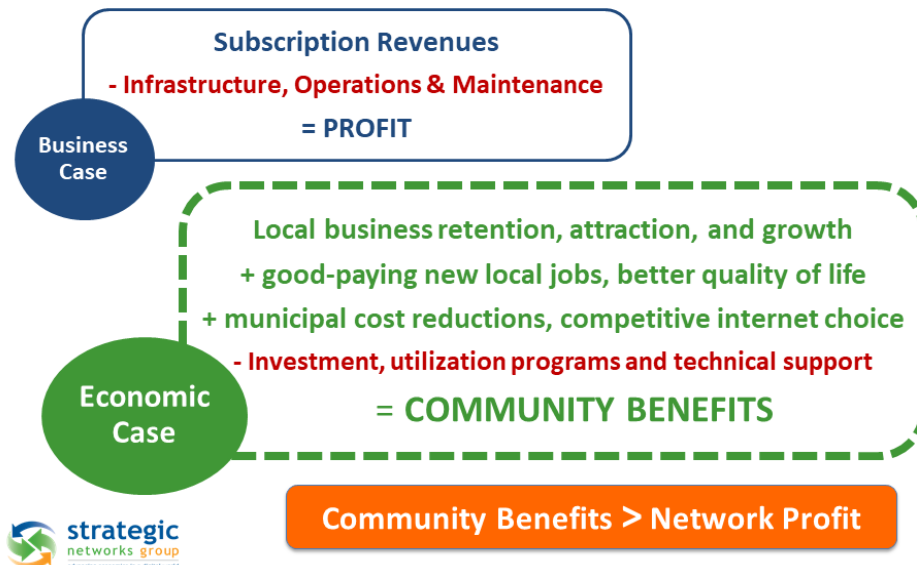 Subscription Revenues
- Infrastructure, Operations & Maintenance
= PROFIT
Business
Case
Local business retention, attraction, and growth
+ good-paying new local jobs, better quality of life
+ municipal cost reductions, competitive internet choice
- Investment, utilization programs and technical support
= COMMUNITY BENEFITS
Economic
Case
Community Benefits > Network Profit
strategic
networks group